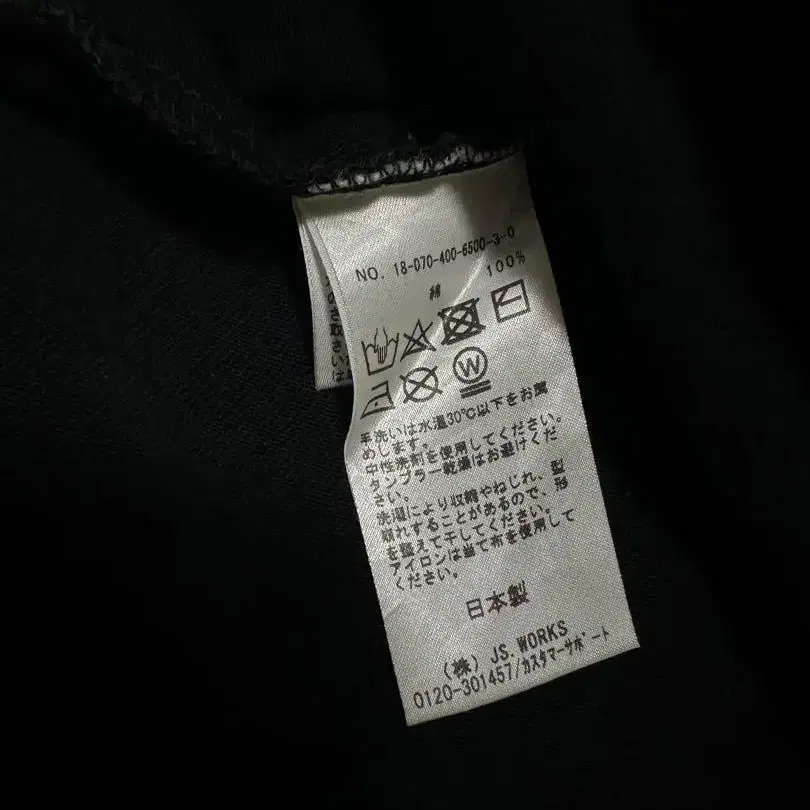 NO. 18-070-400-6500-3-0
綿 100%
W
手洗いは水温30℃以下をお薦
めします。
中性洗剤を使用してください。
タンブラー乾燥はお避けくだ
さい。
洗濯により収縮やねじれ、型
取れすることがあるので、形
を整えて干してください。
アイロンは当て布を使用して
ください。
日本製
(株) JS.WORKS
0120-301457/カスタマーサポート